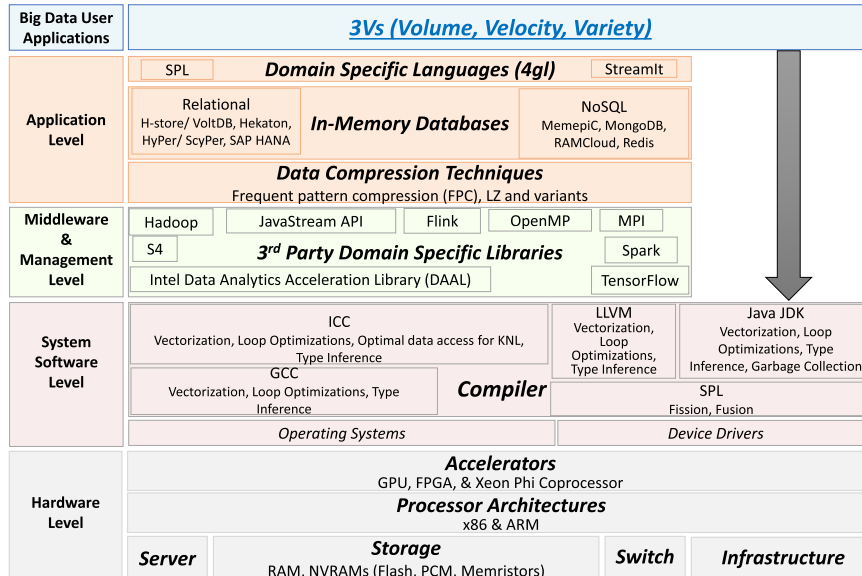 Big Data User
Applications
3Vs (Volume, Velocity, Variety)
Application
Level
SPL
Domain Specific Languages (4gl)
StreamIt
Relational
H-store/ VoltDB, Hekaton,
HyPer/ ScyPer, SAP HANA
In-Memory Databases
NoSQL
MemepiC, MongoDB,
RAMCloud, Redis
Data Compression Techniques
Frequent pattern compression (FPC), LZ and variants
Middleware
&
Management
Level
Hadoop
JavaStream API
Flink
OpenMP
MPI
S4
3rd Party Domain Specific Libraries
Spark
Intel Data Analytics Acceleration Library (DAAL)
TensorFlow
System
Software
Level
ICC
Vectorization, Loop Optimizations, Optimal data access for KNL,
Type Inference
LLVM
Vectorization,
Loop
Optimizations,
Type Inference
Java JDK
Vectorization, Loop
Optimizations, Type
Inference, Garbage Collection
GCC
Vectorization, Loop Optimizations, Type
Inference
Compiler
SPL
Fission, Fusion
Operating Systems
Device Drivers
Hardware
Level
Accelerators
GPU, FPGA, & Xeon Phi Coprocessor
Processor Architectures
x86 & ARM
Server
Storage
RAM, NVRAMs (Flash, PCM, Memristors)
Switch
Infrastructure